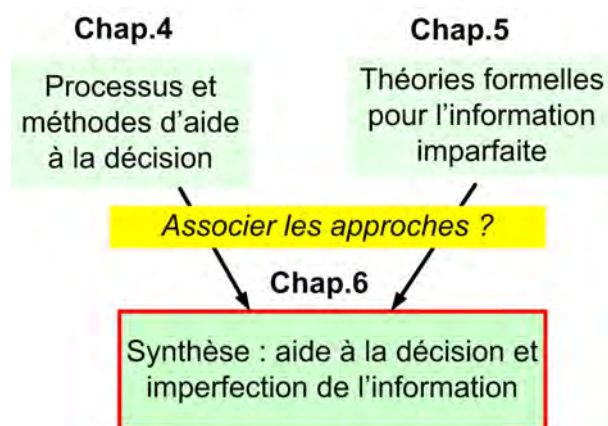 Chap.4
Processus et
méthodes d'aide
à la décision
Chap.5
Théories formelles
pour l'information
imparfaite
Associer les approches ?
Chap.6
Synthèse : aide à la décision et
imperfection de l'information